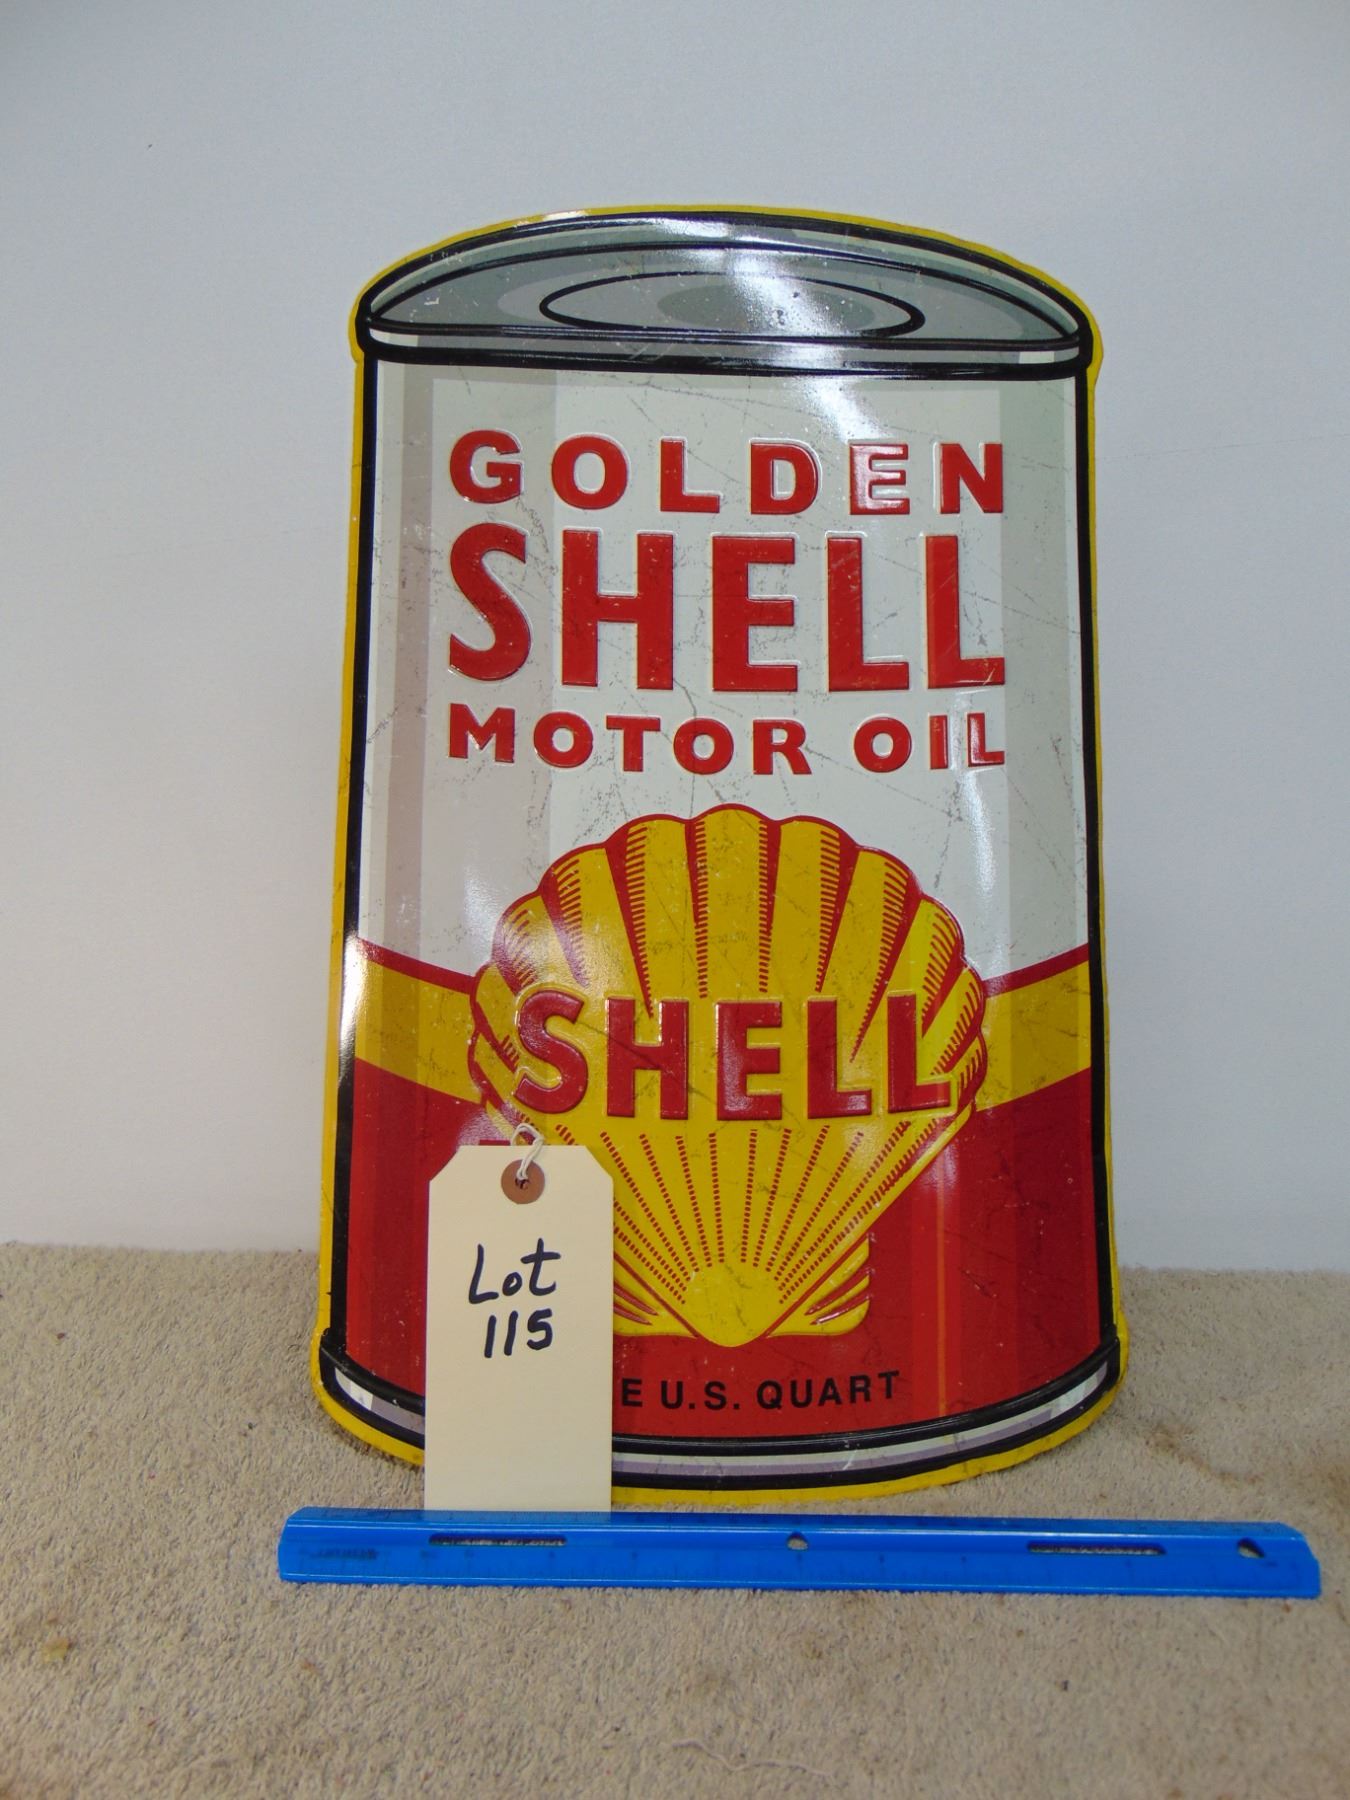 GOLDEN
SHELL
MOTOR OIL
SHELL
Lot
115
E U.S. QUART